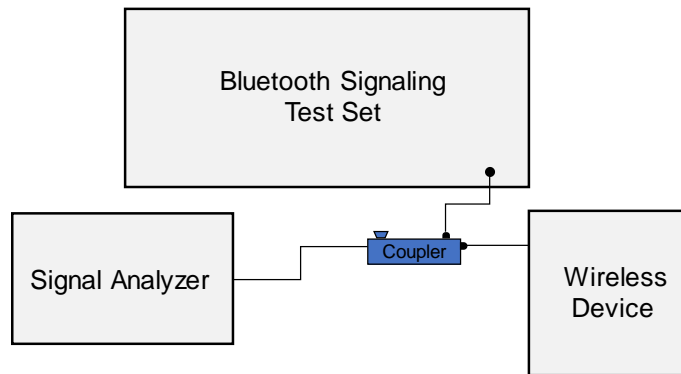 Bluetooth Signaling
Test Set
Signal Analyzer
Coupler
Wireless
Device